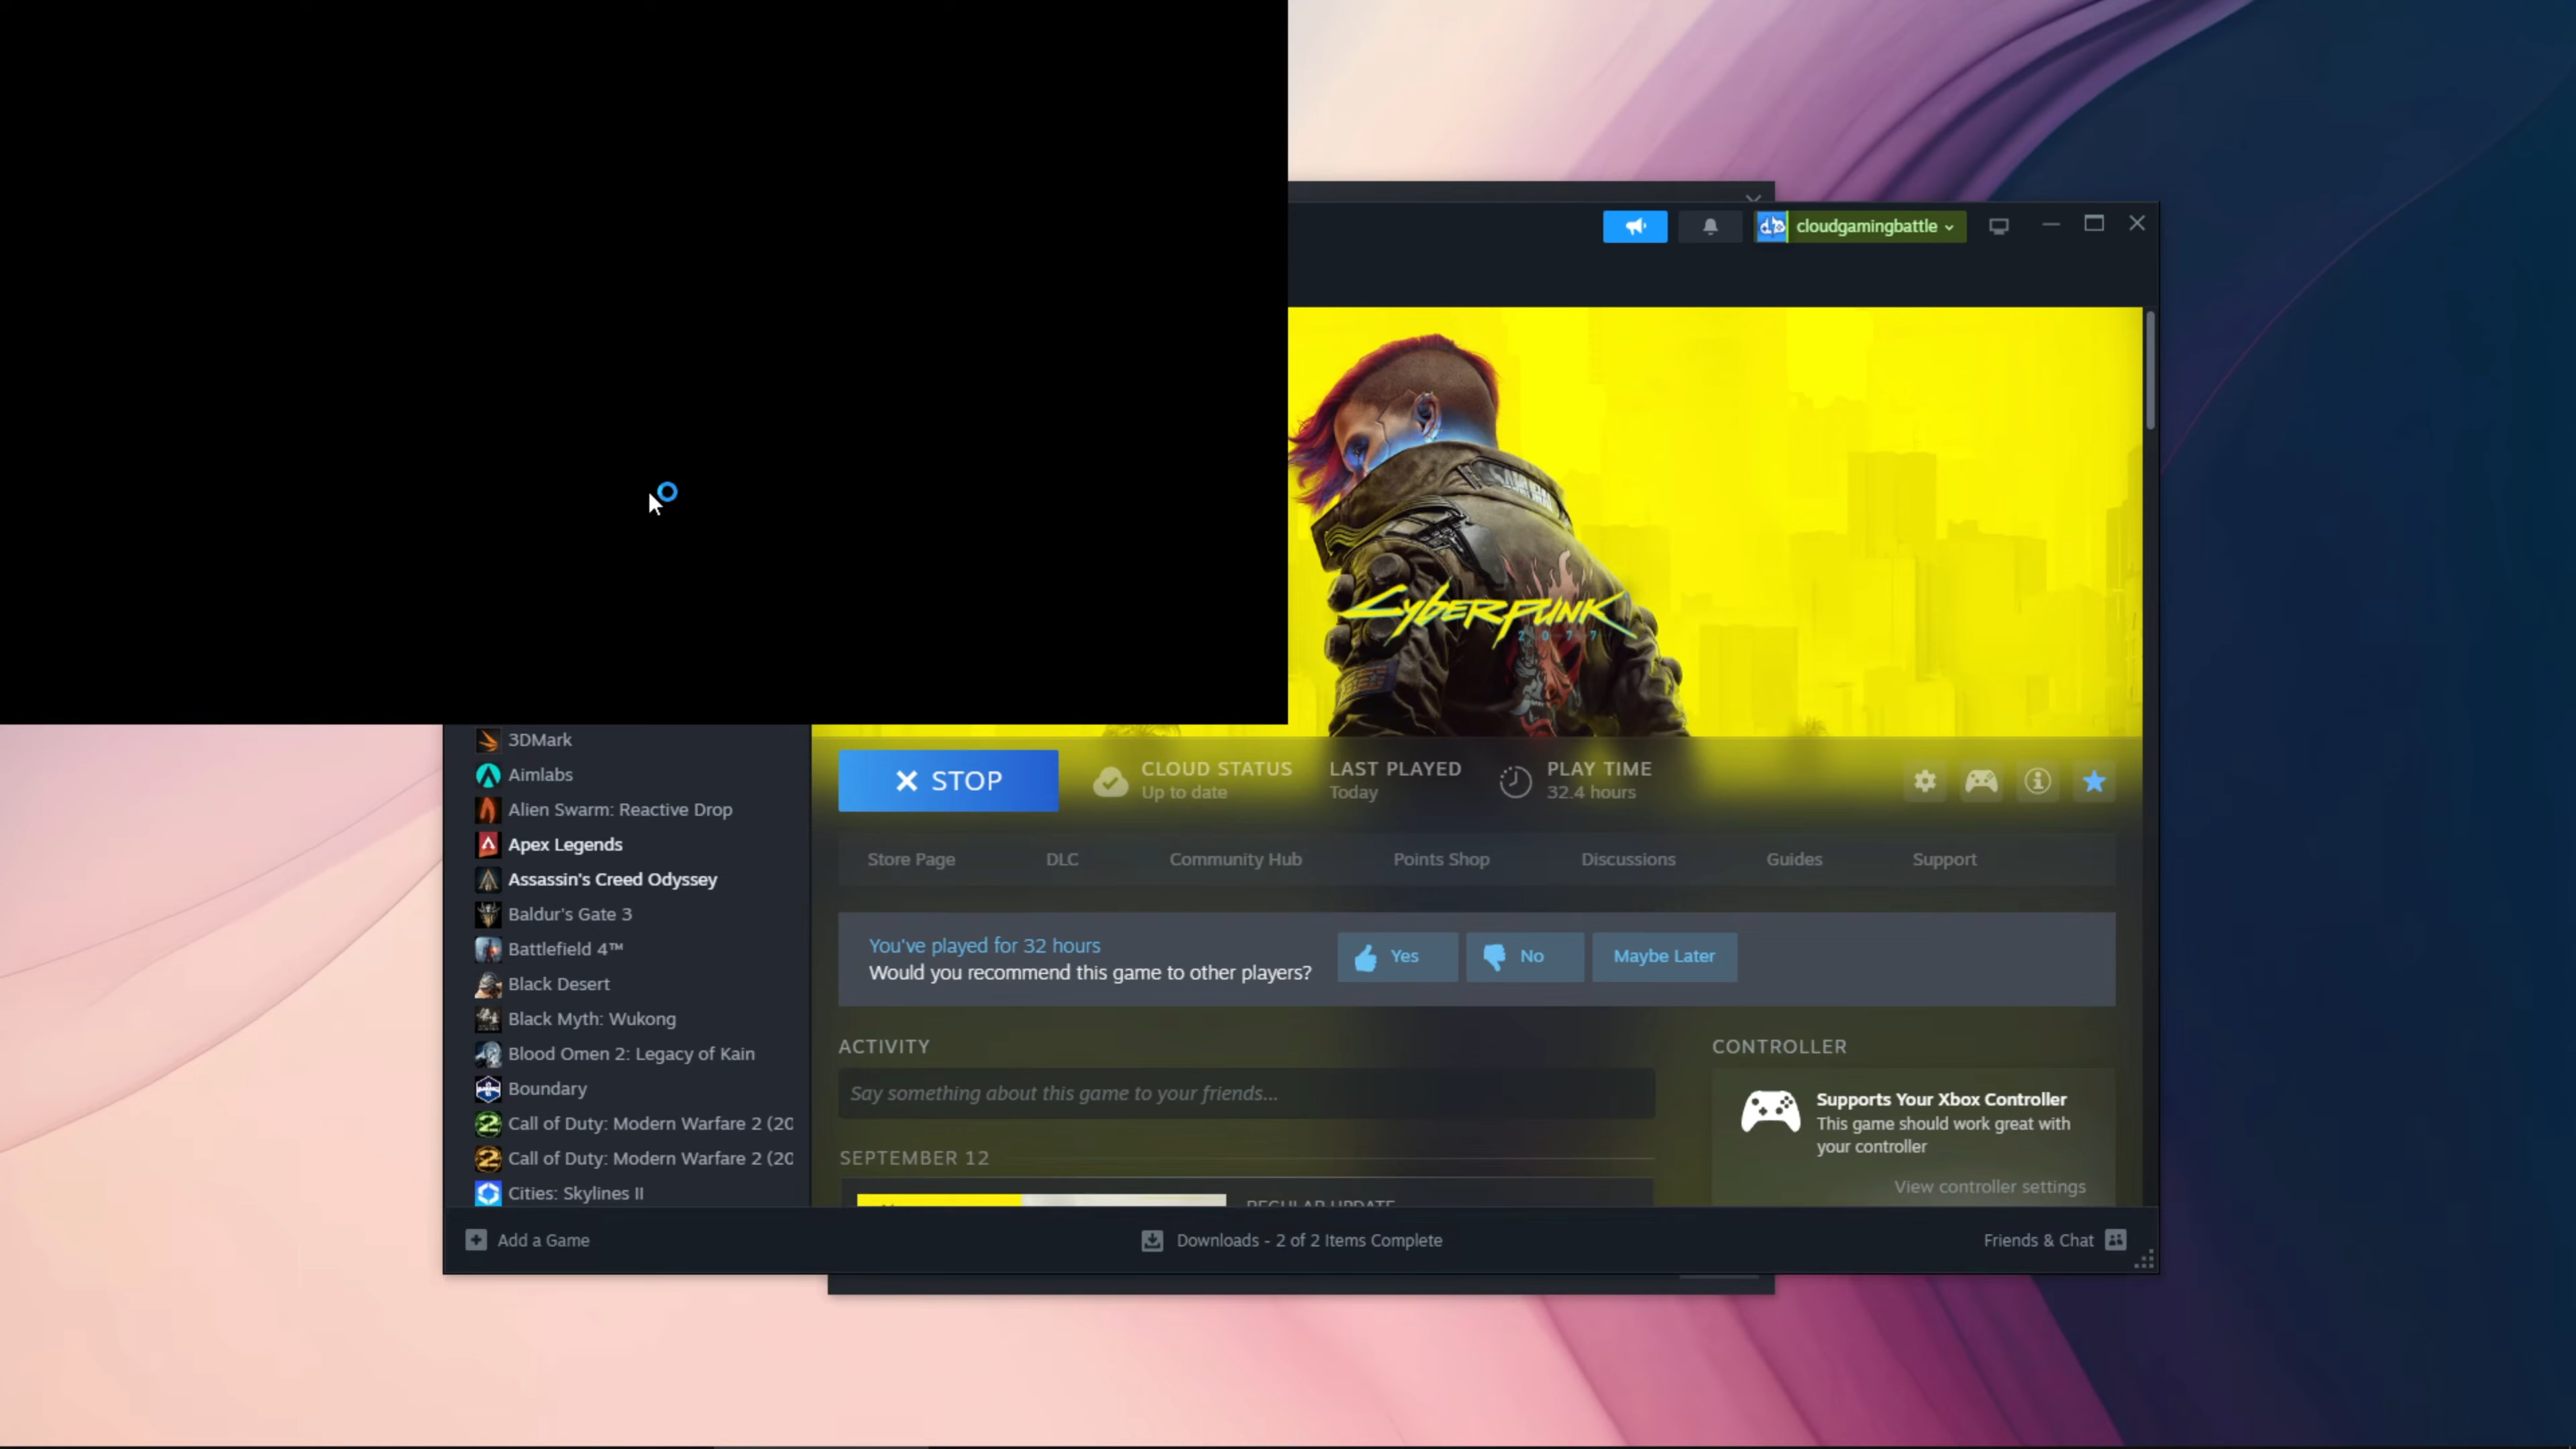 cloudgamingbattle
SAMURAI
CYBERPUNK
2077
3DMark
Aimlabs
Alien Swarm: Reactive Drop
Apex Legends
Assassin's Creed Odyssey
Baldur's Gate 3
Battlefield 4™
Black Desert
Black Myth: Wukong
Blood Omen 2: Legacy of Kain
Boundary
Call of Duty: Modern Warfare 2 (20
Call of Duty: Modern Warfare 2 (20
Cities: Skylines II
STOP
CLOUD STATUS
Up to date
LAST PLAYED
Today
PLAY TIME
32.4 hours
Store Page DLC Community Hub Points Shop Discussions Guides Support
You've played for 32 hours
Would you recommend this game to other players?
Yes No Maybe Later
ACTIVITY
Say something about this game to your friends...
SEPTEMBER 12
REGULAR UPDATE
CONTROLLER
Supports Your Xbox Controller
This game should work great with
your controller
View controller settings
Add a Game
Downloads - 2 of 2 Items Complete
Friends & Chat